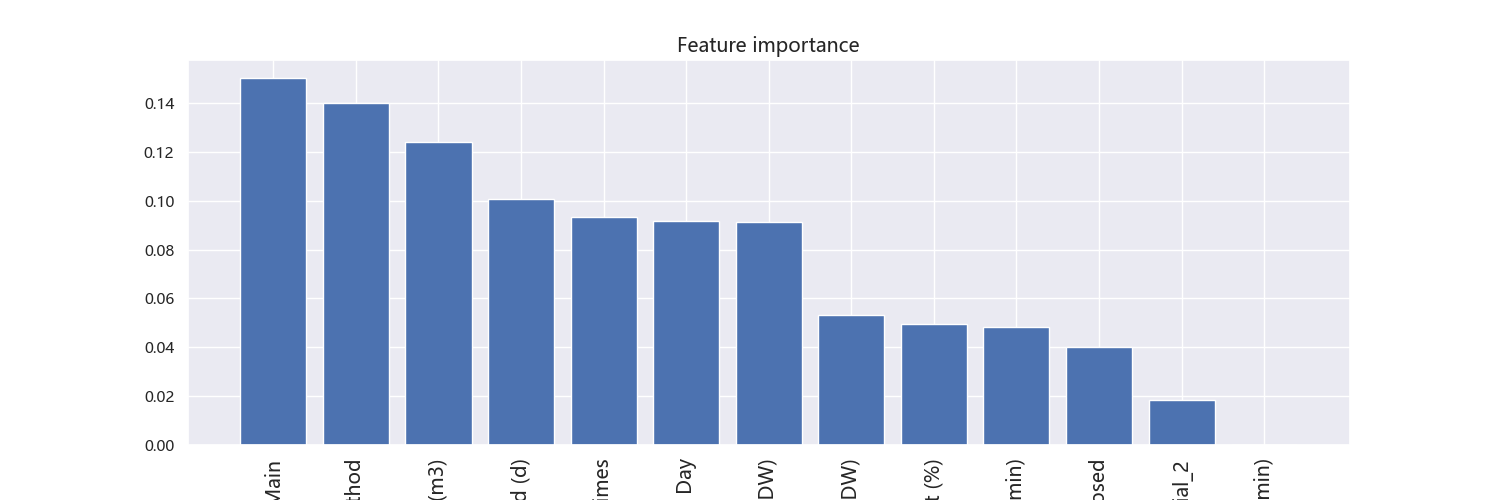 Feature importance
0.14
0.12
0.10
0.08
0.06
0.04
0.02
0.00
Main
thod
(m3)
d (d)
imes
Day
DW)
DW)
t (%)
min)
osed
ial_2
min)